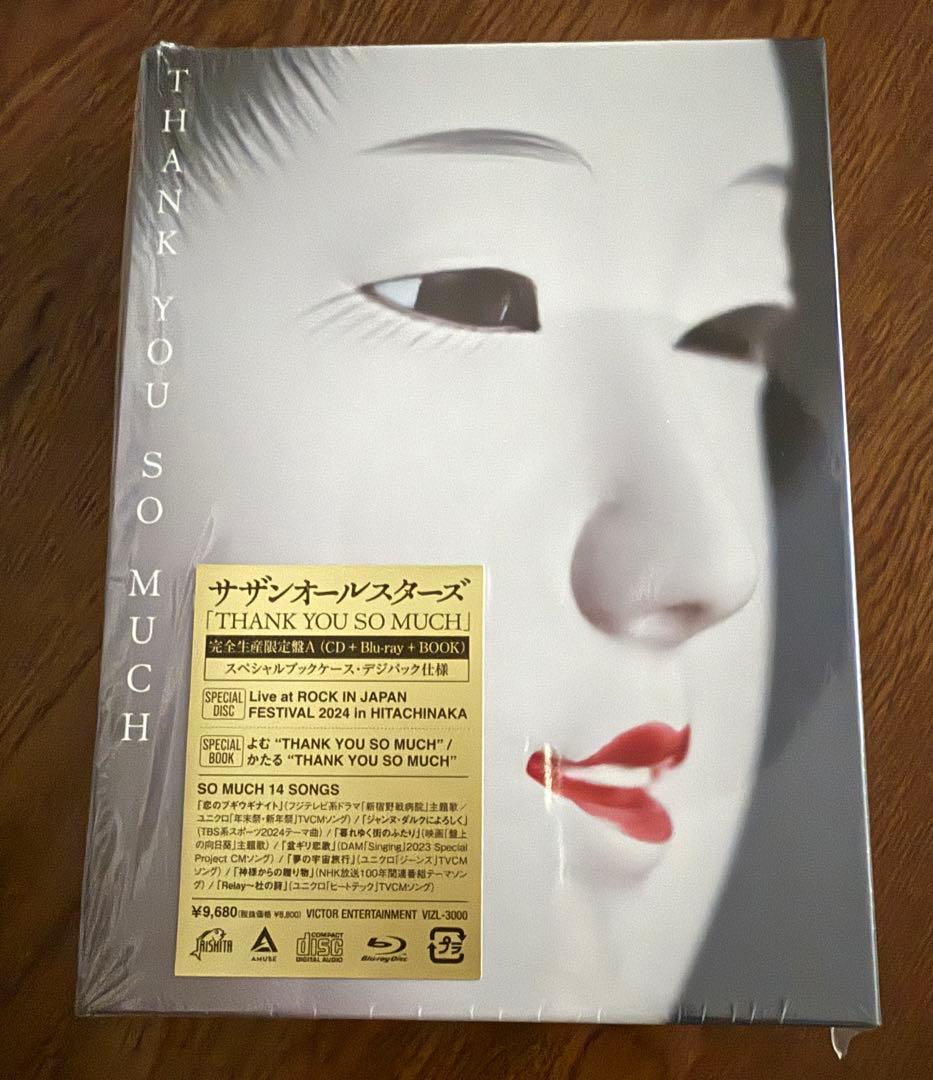 THANK YOU SO MUCH
サザンオールスターズ
「THANK YOU SO MUCH」
完全生産限定盤A (CD + Blu-ray + BOOK)
スペシャルブックケース・デジパック仕様
SPECIAL DISC
Live at ROCK IN JAPAN
FESTIVAL 2024 in HITACHINAKA
SPECIAL BOOK
よむ “THANK YOU SO MUCH” /
かたる “THANK YOU SO MUCH”
SO MUCH 14 SONGS
「恋のブギウギナイト」(フジテレビ系ドラマ「新宿野戦病院」主題歌/
ユニクロ「年末祭・新年祭」TVCMソング) /「ジャンヌ・ダルクによろしく」
(TBS系スポーツ2024テーマ曲) /「暮れゆく街のふたり」(映画「盤上
の向日葵」主題歌) /「盆ギリ恋歌」(DAM「Singing」2023 Special
Project CMソング) /「夢の宇宙旅行」(ユニクロ「ジーンズ」TVCM
ソング) /「神様からの贈り物」(NHK放送100年関連番組テーマソン
グ) /「Relay〜杜の詩」(ユニクロ「ヒートテック」TVCMソング)
¥9,680(税抜価格 ¥8,800) VICTOR ENTERTAINMENT VIZL-3000
TAISHITA
AMUSE
COMPACT disc DIGITAL AUDIO
Blu-ray Disc
プラ